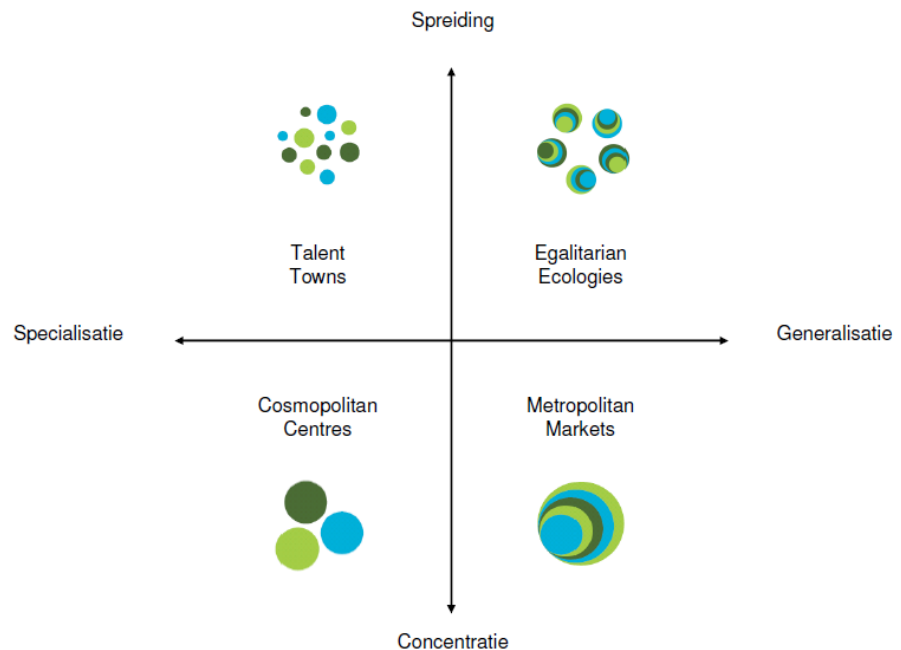 Spreiding
Talent
Towns
Egalitarian
Ecologies
Specialisatie
Generalisatie
Cosmopolitan
Centres
Metropolitan
Markets
Concentratie